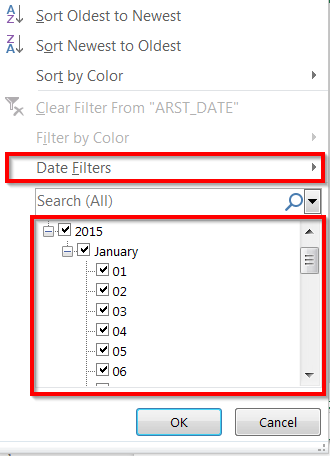 Sort Oldest to Newest
Sort Newest to Oldest
Sort by Color
Clear Filter From "ARST_DATE"
Filter by Color
Date Filters
Search (All)
2015
January
01
02
03
04
05
06
OK
Cancel